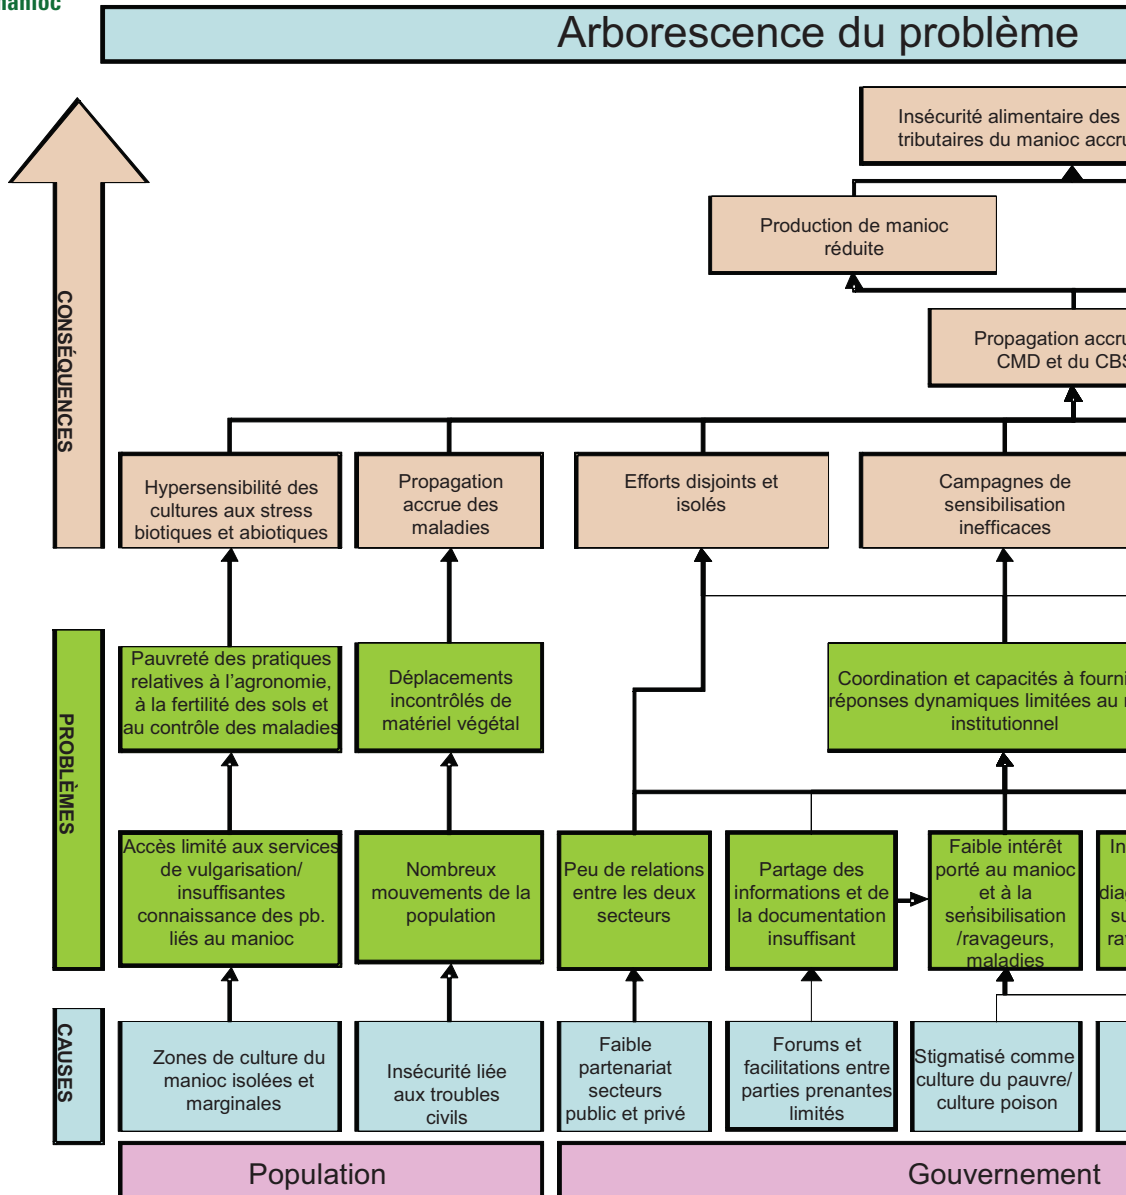 manioc
Arborescence du problème
Insécurité alimentaire des
tributaires du manioc
Production de manioc
réduite
CONSÉQUENCES
Propagation
CMD et du
Hypersensibilité des
cultures aux stress
biotiques et abiotiques
Propagation
accrue des
maladies
Efforts disjoints et
isolés
Campagnes de
sensibilisation
inefficaces
PROBLÈMES
Pauvreté des pratiques
relatives à l’agronomie,
à la fertilité des sols et
au contrôle des maladies
Déplacements
incontrôlés de
matériel végétal
Coordination et capacités à
réponses dynamiques limitées au
institutionnel
Accès limité aux services
de vulgarisation/
insuffisantes
connaissance des pb.
liés au manioc
Nombreux
mouvements de la
population
Peu de relations
entre les deux
secteurs
Partage des
informations et de
la documentation
insuffisant
Faible intérêt
porté au manioc
et à la
sensibilisation
/ravageurs,
maladies
CAUSES
Zones de culture du
manioc isolées et
marginales
Insécurité liée
aux troubles
civils
Faible
partenariat
secteurs
public et privé
Forums et
facilitations entre
parties prenantes
limités
Stigmatisé comme
culture du pauvre/
culture poison
Population
Gouvernement